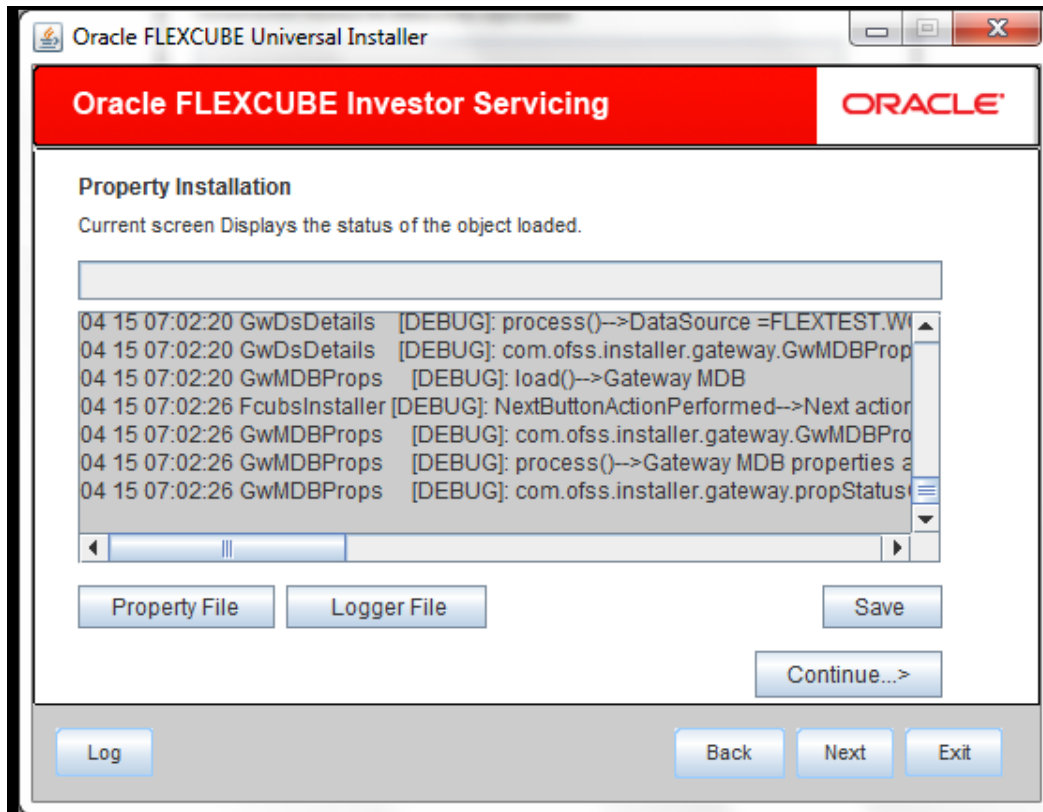 Oracle FLEXCUBE Universal Installer
Oracle FLEXCUBE Investor Servicing
ORACLE
Property Installation
Current screen Displays the status of the object loaded.
04 15 07:02:20 GwDsDetails [DEBUG]: process()-->DataSource =FLEXTEST.W
04 15 07:02:20 GwDsDetails [DEBUG]: com.ofss.installer.gateway.GwMDBProp
04 15 07:02:20 GwMDBProps [DEBUG]: load()-->Gateway MDB
04 15 07:02:26 FcubsInstaller [DEBUG]: NextButtonActionPerformed-->Next action
04 15 07:02:26 GwMDBProps [DEBUG]: com.ofss.installer.gateway.GwMDBPro
04 15 07:02:26 GwMDBProps [DEBUG]: process()-->Gateway MDB properties a
04 15 07:02:26 GwMDBProps [DEBUG]: com.ofss.installer.gateway.propStatus
Property File Logger File Save
Continue...>
Log Back Next Exit